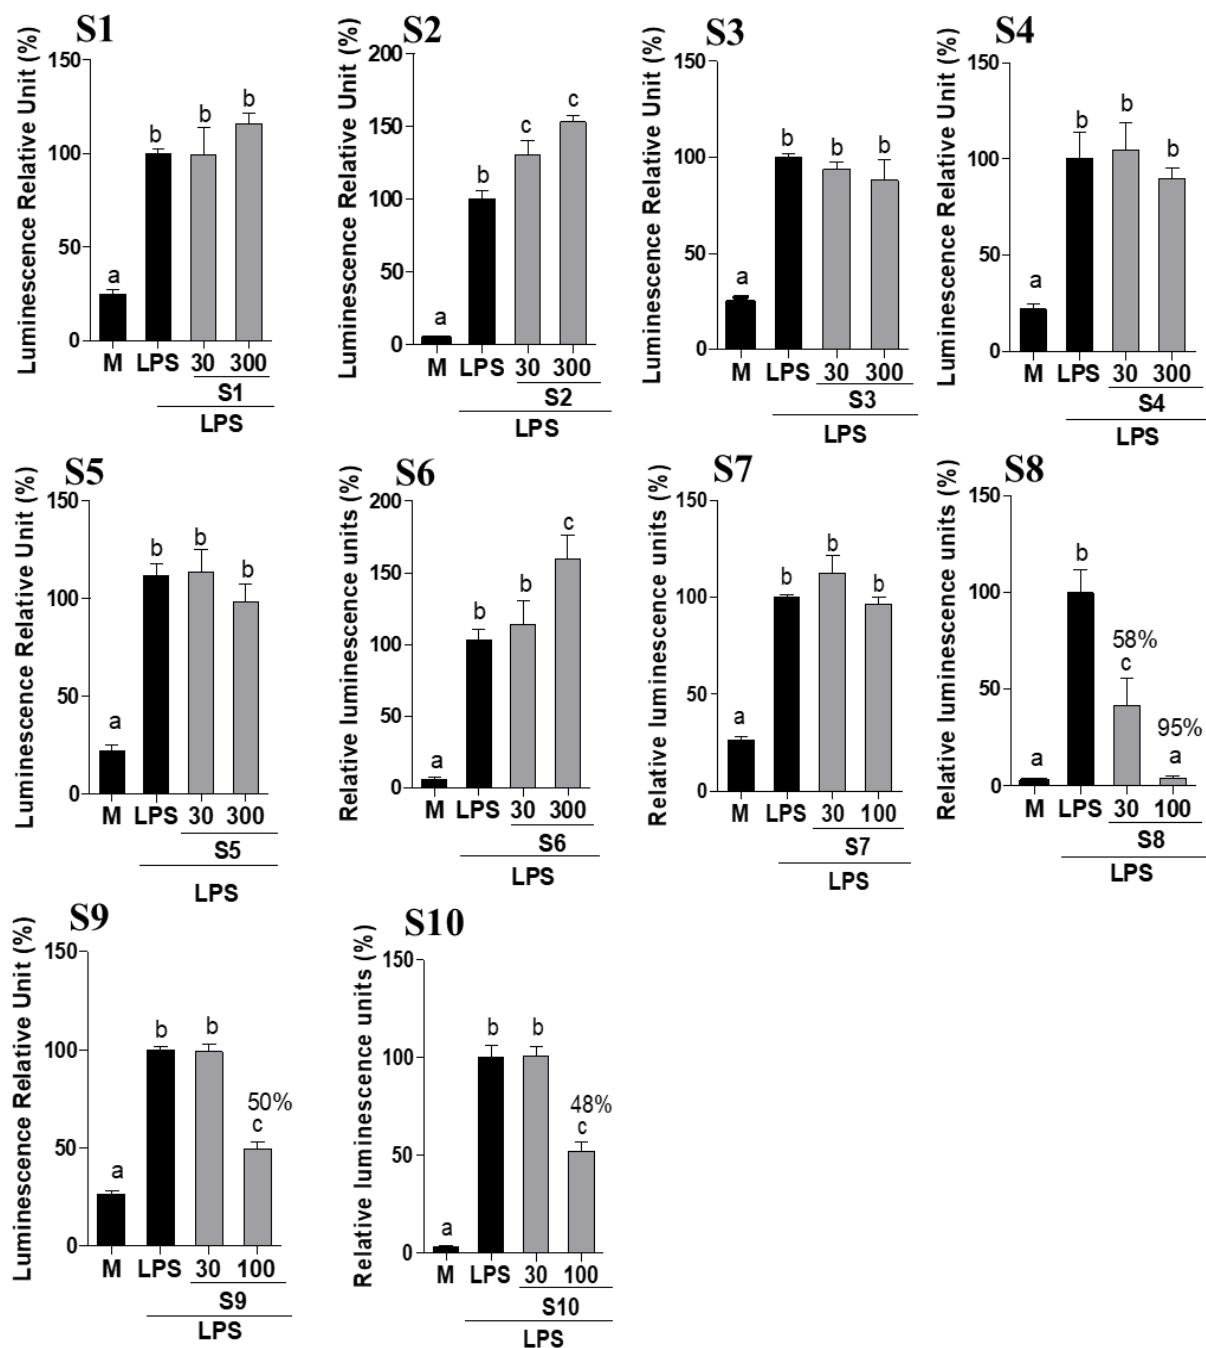 S1
Luminescence Relative Unit (%)
150
100
50
0
a
b
b
b
M LPS 30 300
S1
LPS
S2
Luminescence Relative Unit (%)
200
150
100
50
0
a
b
c
c
M LPS 30 300
S2
LPS
S3
Luminescence Relative Unit (%)
150
100
50
0
a
b
b
b
M LPS 30 300
S3
LPS
S4
Luminescence Relative Unit (%)
150
100
50
0
a
b
b
b
M LPS 30 300
S4
LPS
S5
Luminescence Relative Unit (%)
150
100
50
0
a
b
b
b
M LPS 30 300
S5
LPS
S6
Relative luminescence units (%)
200
150
100
50
0
a
b
b
c
M LPS 30 300
S6
LPS
S7
Relative luminescence units (%)
150
100
50
0
a
b
b
b
M LPS 30 100
S7
LPS
S8
Relative luminescence units (%)
150
100
50
0
a
b
58%
c
95%
a
M LPS 30 100
S8
LPS
S9
Luminescence Relative Unit (%)
150
100
50
0
a
b
b
50%
c
M LPS 30 100
S9
LPS
S10
Relative luminescence units (%)
150
100
50
0
a
b
b
48%
c
M LPS 30 100
S10
LPS